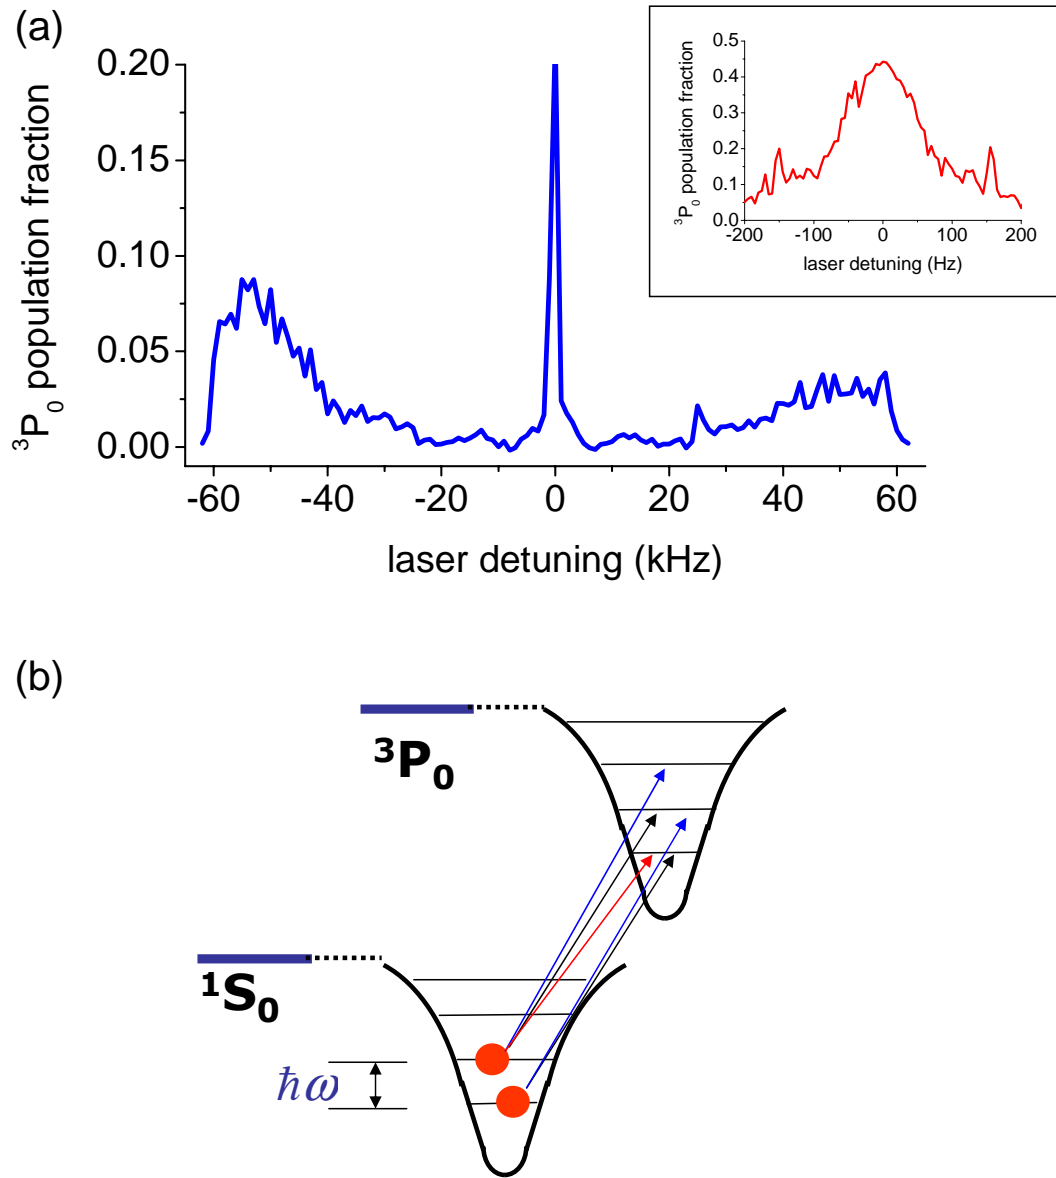 (a)
0.20
0.15
0.10
0.05
0.00
³P₀ population fraction
-60 -40 -20 0 20 40 60
laser detuning (kHz)
0.5
0.4
0.3
0.2
0.1
0.0
³P₀ population fraction
-200 -100 0 100 200
laser detuning (Hz)
(b)
³P₀
¹S₀
ħω